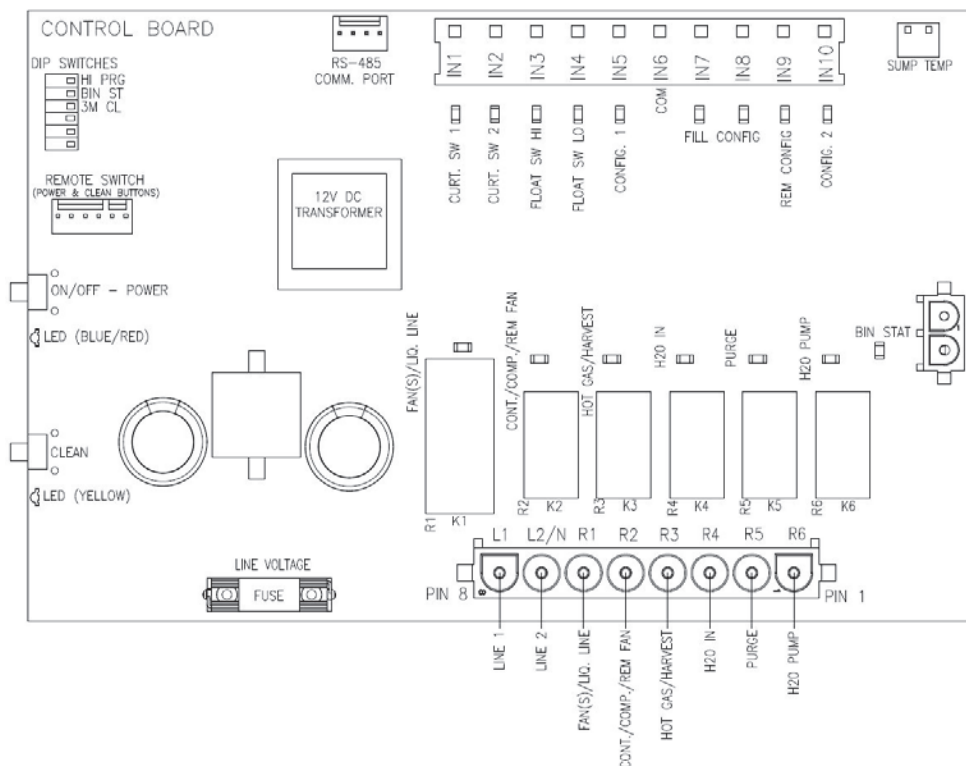 CONTROL BOARD
DIP SWITCHES
HI PRG
BIN ST
3M CL
RS-485
COMM. PORT
IN1 IN2 IN3 IN4 IN5 IN6 IN7 IN8 IN9 IN10
SUMP TEMP
CURT. SW 1
CURT. SW 2
FLOAT SW HI
FLOAT SW LO
CONFIG. 1
COM
FILL CONFIG
REM CONFIG
CONFIG. 2
REMOTE SWITCH
(POWER & CLEAN BUTTONS)
12V DC
TRANSFORMER
ON/OFF - POWER
LED (BLUE/RED)
CLEAN
LED (YELLOW)
FAN(S)/LIQ. LINE
CONT./COMP./REM FAN
HOT GAS/HARVEST
H20 IN
PURGE
H20 PUMP
BIN STAT
R1 K1
R2 K2
R3 K3
R4 K4
R5 K5
R6 K6
LINE VOLTAGE
FUSE
L1 L2/N R1 R2 R3 R4 R5 R6
PIN 8
8
1
PIN 1
LINE 1
LINE 2
FAN(S)/LIQ. LINE
CONT./COMP./REM FAN
HOT GAS/HARVEST
H20 IN
PURGE
H20 PUMP